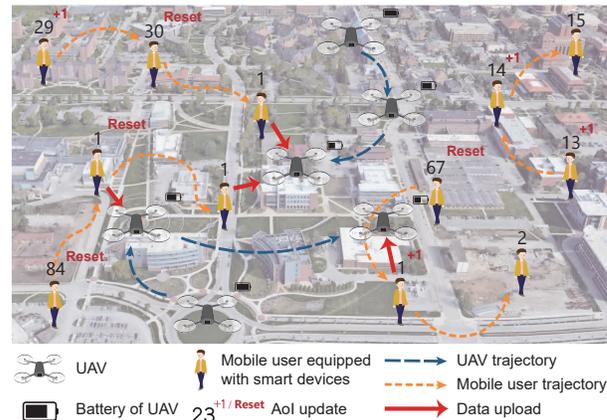 29 +1
30
Reset
1
15
+1
14
13 +1
Reset
1
1
67
Reset
84
Reset
1
+1
2
UAV
Mobile user equipped
with smart devices
UAV trajectory
Mobile user trajectory
Battery of UAV
23 +1 / Reset AoI update
Data upload